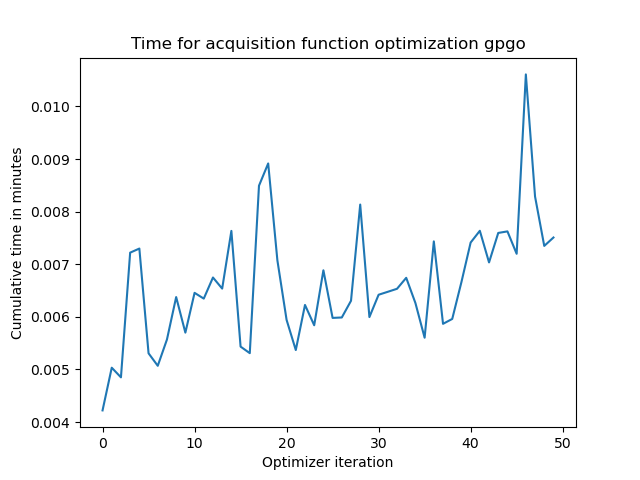 Time for acquisition function optimization gpgo
Cumulative time in minutes
0.010
0.009
0.008
0.007
0.006
0.005
0.004
0 10 20 30 40 50
Optimizer iteration